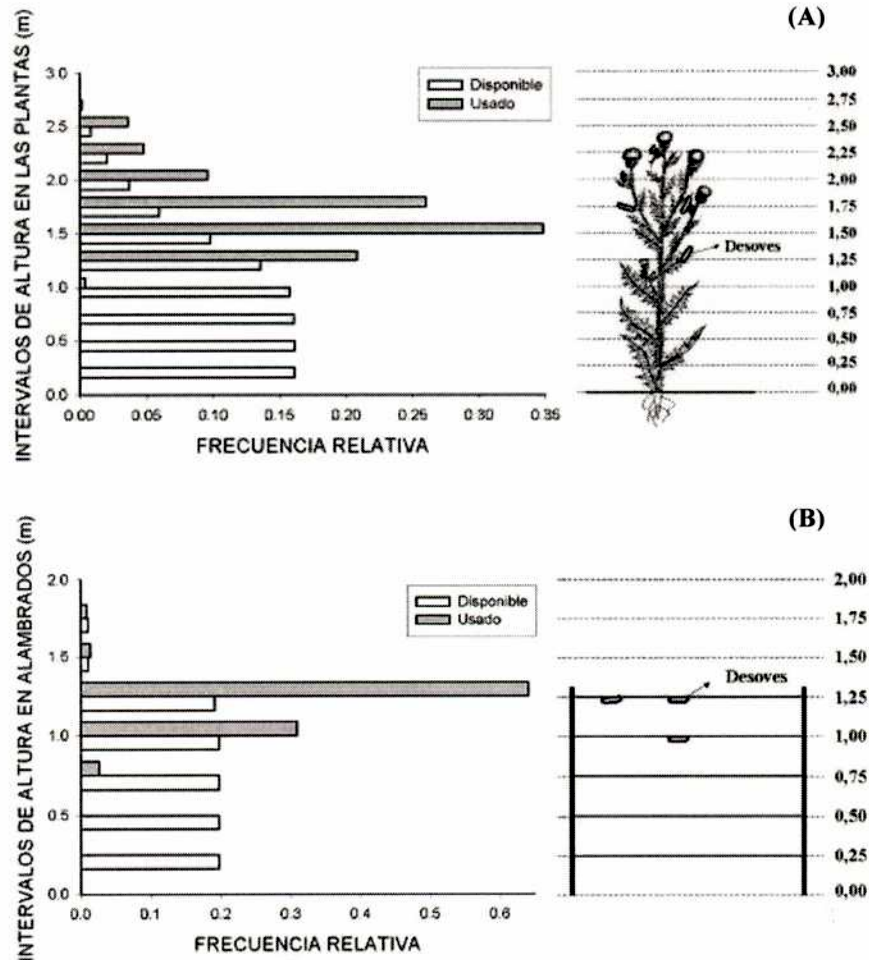 (A)
INTERVALOS DE ALTURA EN LAS PLANTAS (m)
3.0
2.5
2.0
1.5
1.0
0.5
0.0
0.00 0.05 0.10 0.15 0.20 0.25 0.30 0.35
FRECUENCIA RELATIVA
Disponible
Usado
3,00
2,75
2,50
2,25
2,00
1,75
1,50
1,25
1,00
0,75
0,50
0,25
0,00
Desoves
(B)
INTERVALOS DE ALTURA EN ALAMBRADOS (m)
2.0
1.5
1.0
0.5
0.0
0.0 0.1 0.2 0.3 0.4 0.5 0.6
FRECUENCIA RELATIVA
Disponible
Usado
2,00
1,75
1,50
1,25
1,00
0,75
0,50
0,25
0,00
Desoves